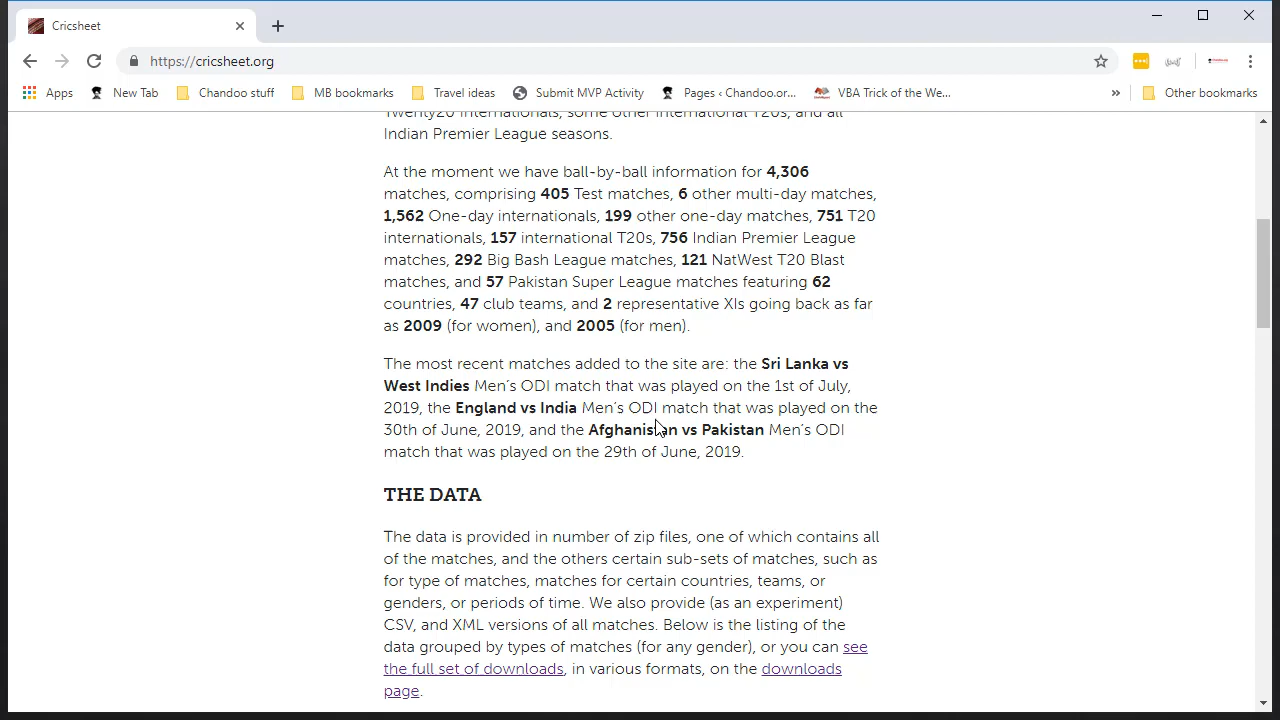 Cricsheet
https://cricsheet.org
Apps New Tab Chandoo stuff MB bookmarks Travel ideas Submit MVP Activity Pages ‹ Chandoo.or... VBA Trick of the We... » Other bookmarks
Twenty20 Internationals, some other International T20s, and all
Indian Premier League seasons.
At the moment we have ball-by-ball information for 4,306
matches, comprising 405 Test matches, 6 other multi-day matches,
1,562 One-day internationals, 199 other one-day matches, 751 T20
internationals, 157 international T20s, 756 Indian Premier League
matches, 292 Big Bash League matches, 121 NatWest T20 Blast
matches, and 57 Pakistan Super League matches featuring 62
countries, 47 club teams, and 2 representative XIs going back as far
as 2009 (for women), and 2005 (for men).
The most recent matches added to the site are: the Sri Lanka vs
West Indies Men's ODI match that was played on the 1st of July,
2019, the England vs India Men's ODI match that was played on the
30th of June, 2019, and the Afghanistan vs Pakistan Men's ODI
match that was played on the 29th of June, 2019.
THE DATA
The data is provided in number of zip files, one of which contains all
of the matches, and the others certain sub-sets of matches, such as
for type of matches, matches for certain countries, teams, or
genders, or periods of time. We also provide (as an experiment)
CSV, and XML versions of all matches. Below is the listing of the
data grouped by types of matches (for any gender), or you can see
the full set of downloads, in various formats, on the downloads
page.